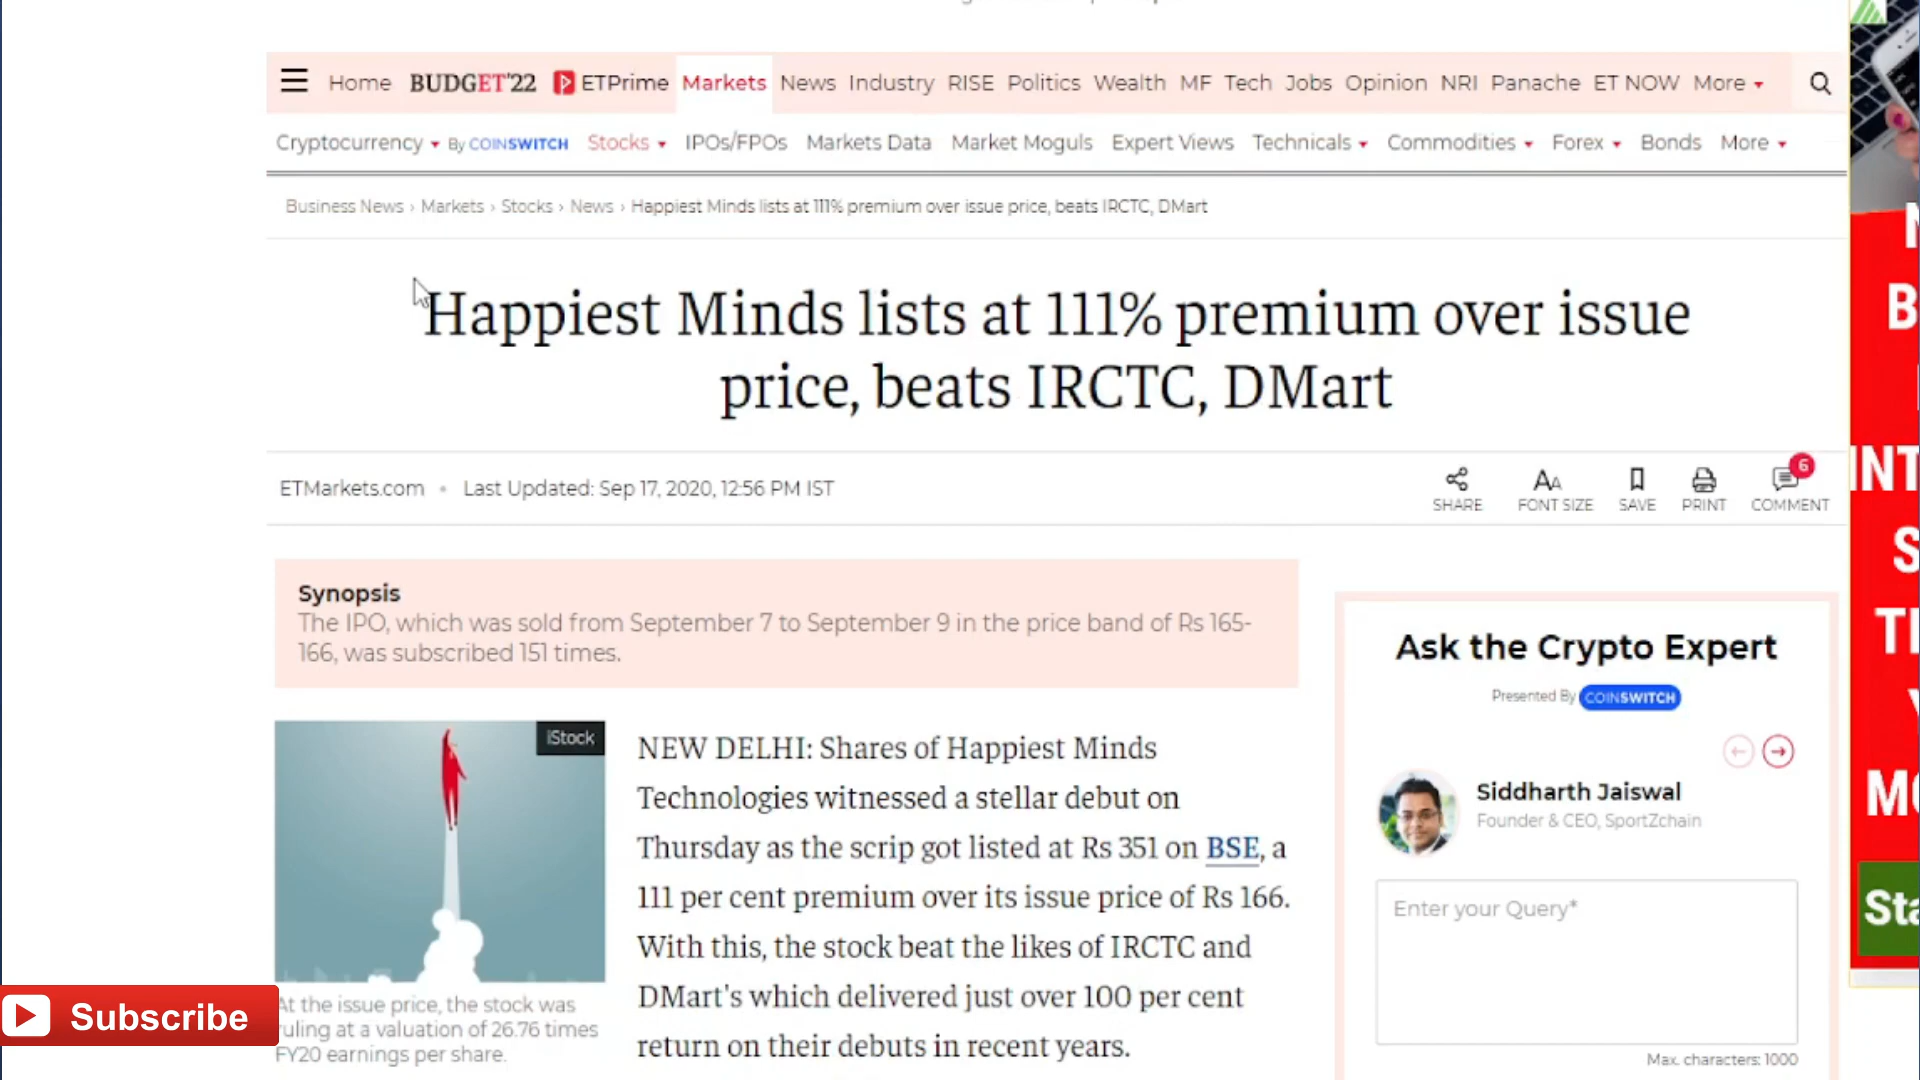 Home BUDGET'22 ETPrime Markets News Industry RISE Politics Wealth MF Tech Jobs Opinion NRI Panache ET NOW More
Cryptocurrency By COINSWITCH Stocks IPOs/FPOs Markets Data Market Moguls Expert Views Technicals Commodities Forex Bonds More
Business News › Markets › Stocks › News › Happiest Minds lists at 111% premium over issue price, beats IRCTC, DMart
Happiest Minds lists at 111% premium over issue
price, beats IRCTC, DMart
ETMarkets.com • Last Updated: Sep 17, 2020, 12:56 PM IST
6
SHARE FONT SIZE SAVE PRINT COMMENT
Synopsis
The IPO, which was sold from September 7 to September 9 in the price band of Rs 165-
166, was subscribed 151 times.
iStock
At the issue price, the stock was
ruling at a valuation of 26.76 times
FY20 earnings per share.
NEW DELHI: Shares of Happiest Minds
Technologies witnessed a stellar debut on
Thursday as the scrip got listed at Rs 351 on BSE, a
111 per cent premium over its issue price of Rs 166.
With this, the stock beat the likes of IRCTC and
DMart's which delivered just over 100 per cent
return on their debuts in recent years.
Ask the Crypto Expert
Presented By COINSWITCH
Siddharth Jaiswal
Founder & CEO, SportZchain
Enter your Query*
Max. characters: 1000
Subscribe